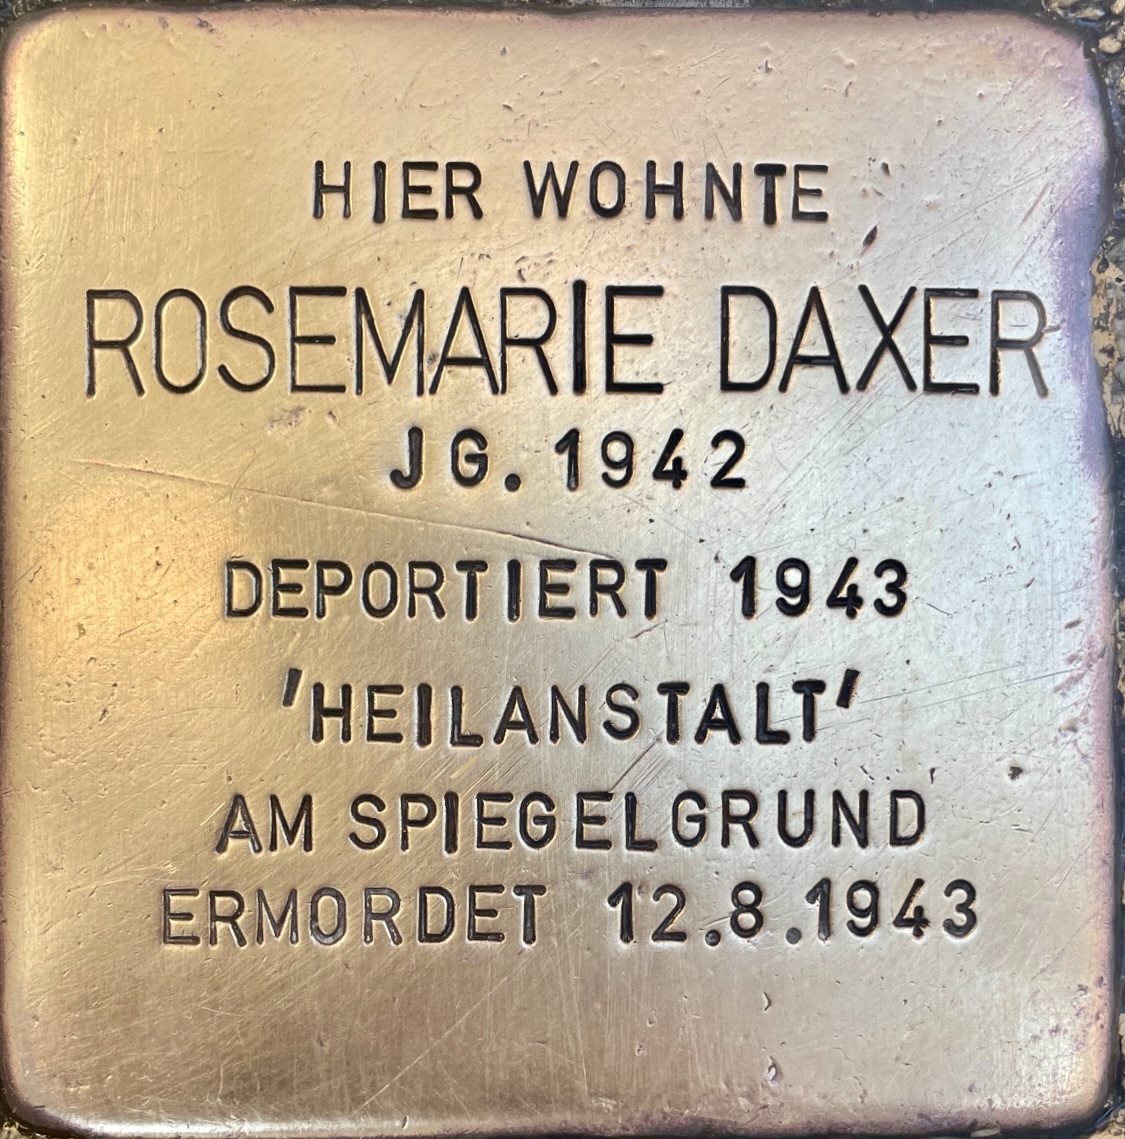 HIER WOHNTE
ROSEMARIE DAXER
JG. 1942
DEPORTIERT 1943
'HEILANSTALT'
AM SPIEGELGRUND
ERMORDET 12.8.1943